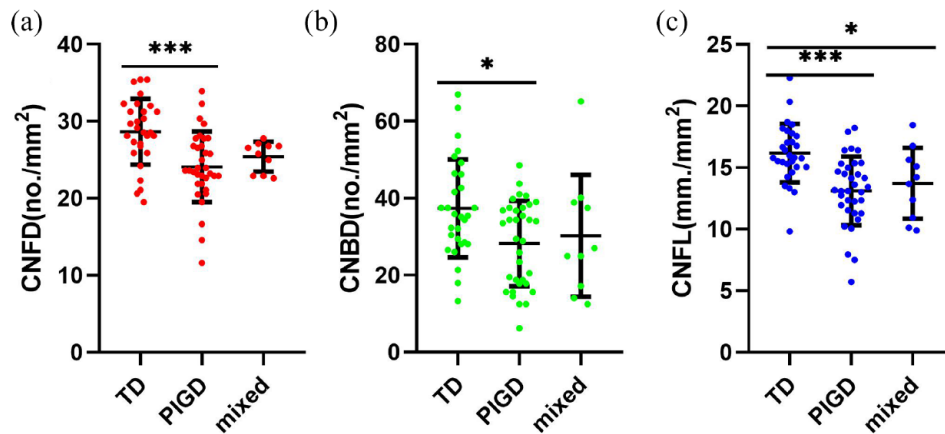 (a)
CNFD(no./mm²)
40
30
20
10
0
***
TD
PIGD
mixed
(b)
CNBD(no./mm²)
80
60
40
20
0
*
TD
PIGD
mixed
(c)
CNFL(mm./mm²)
25
20
15
10
5
0
*
***
TD
PIGD
mixed